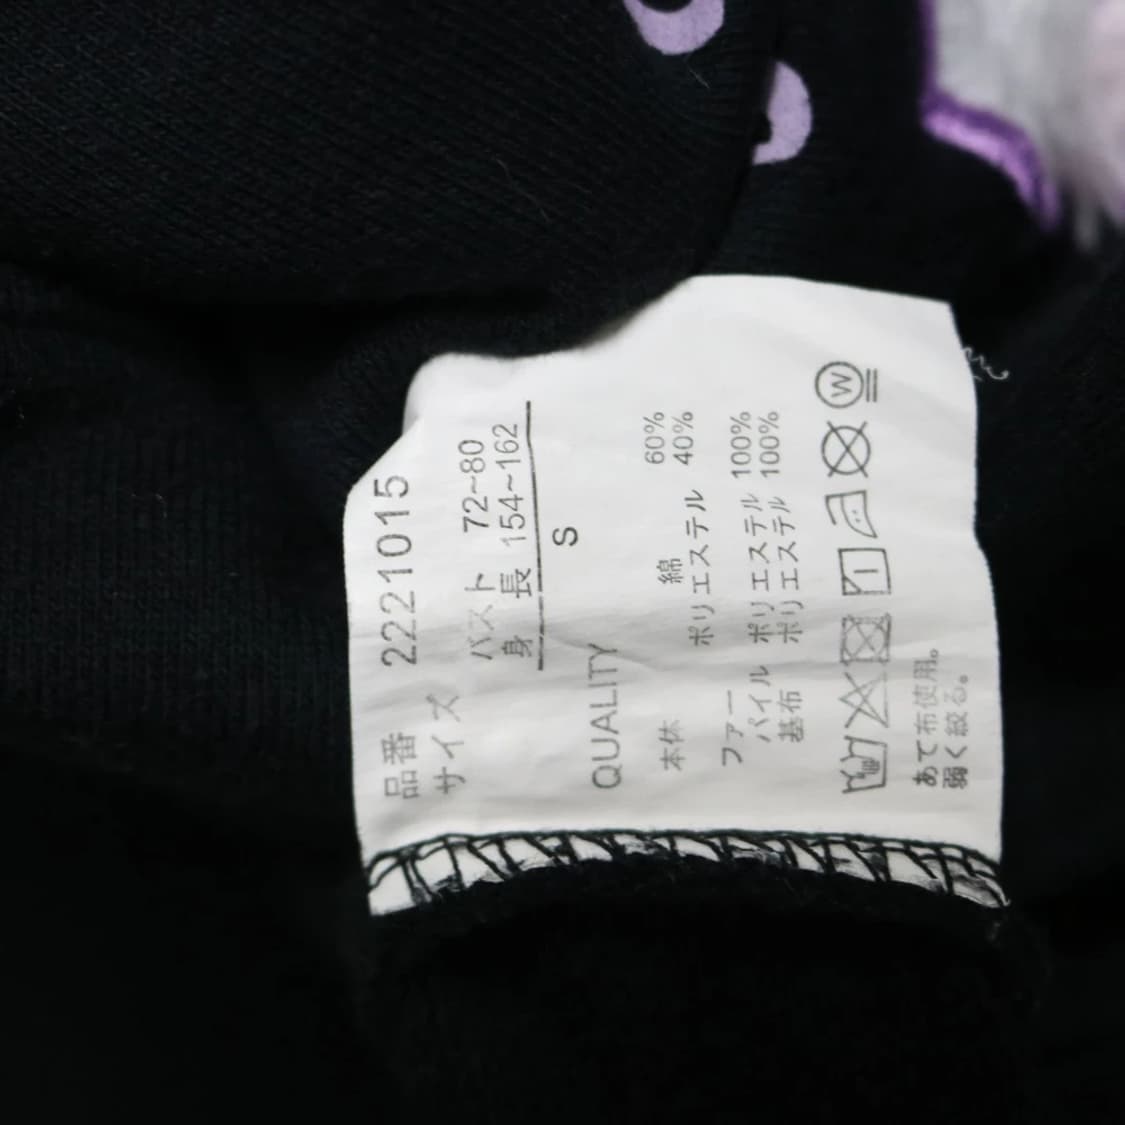 品番 2221015
サイズ
バスト 72~80
身長 154~162
S
QUALITY
本体 綿 60%
ポリエステル 40%
ファー
パイル ポリエステル 100%
基布 ポリエステル 100%
W
あて布使用。
弱く絞る。